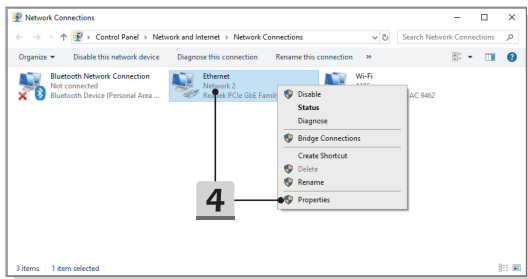 Network Connections
Control Panel > Network and Internet > Network Connections
Search Network Connections
Organize Disable this network device Diagnose this connection Rename this connection »
Bluetooth Network Connection
Not connected
Bluetooth Device (Personal Area ...
Ethernet
Network 2
Realtek PCIe GbE Family
Wi-Fi
AC 9462
Disable
Status
Diagnose
Bridge Connections
Create Shortcut
Delete
Rename
Properties
4
3 items 1 item selected